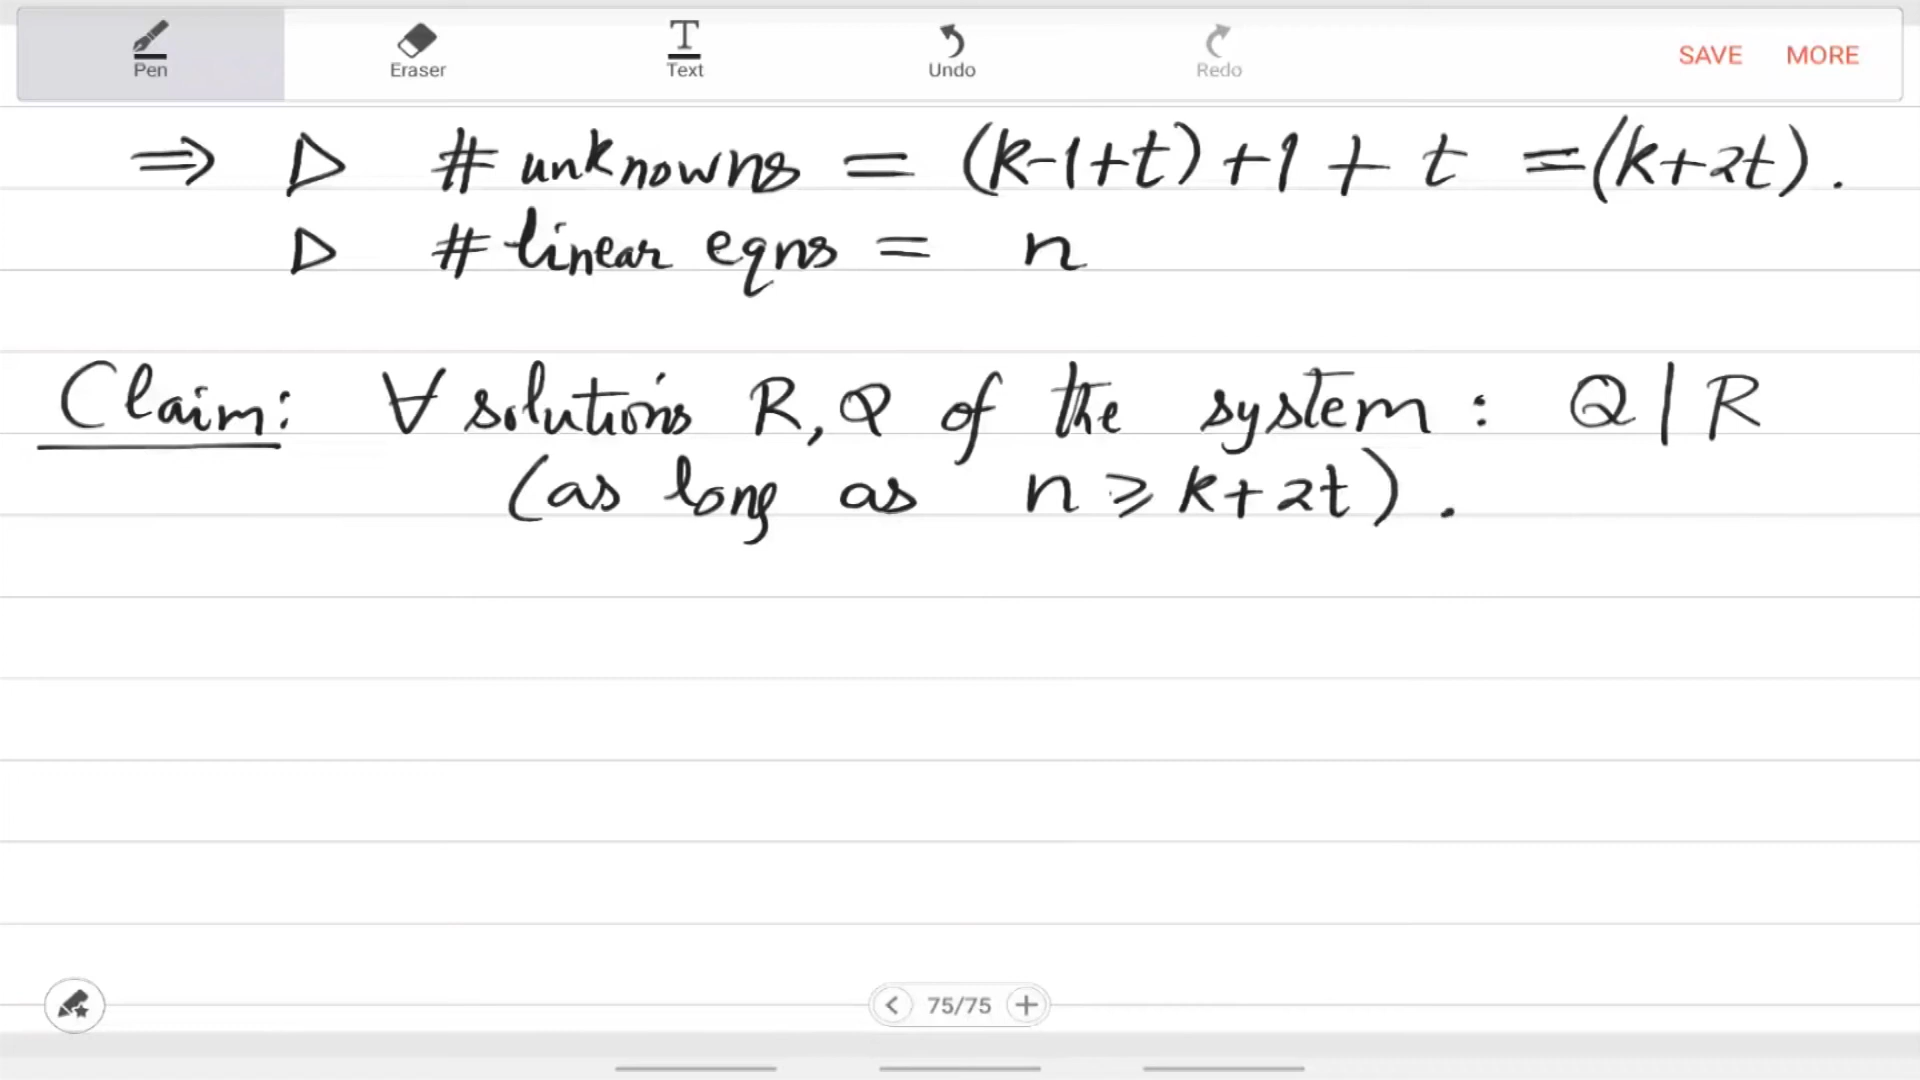 Pen Eraser Text Undo Redo SAVE MORE
⇒ ▷ # unknowns = (k-1+t)+1 + t = (k+2t).
▷ # linear eqns = n
Claim: ∀ solutions R, Q of the system : Q | R
(as long as n ⩾ k+2t).
75/75